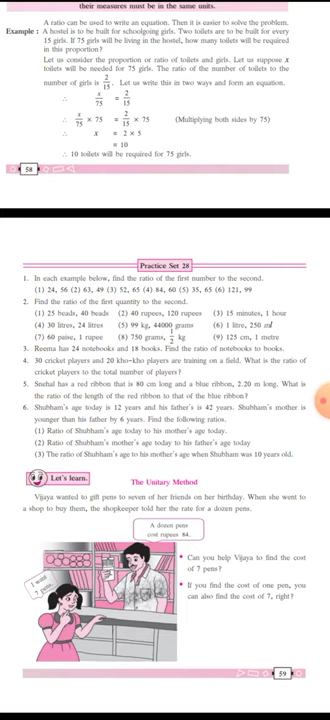 their measures must be in the same units.
A ratio can be used to write an equation. Then it is easier to solve the problem.
Example : A hostel is to be built for schoolgoing girls. Two toilets are to be built for every
15 girls. If 75 girls will be living in the hostel, how many toilets will be required
in this proportion?
Let us consider the proportion or ratio of toilets and girls. Let us suppose x
toilets will be needed for 75 girls. The ratio of the number of toilets to the
number of girls is 2/15. Let us write this in two ways and form an equation.
∴ x/75 = 2/15
∴ x/75 × 75 = 2/15 × 75 (Multiplying both sides by 75)
∴ x = 2 × 5
= 10
∴ 10 toilets will be required for 75 girls.
58
Practice Set 28
1. In each example below, find the ratio of the first number to the second.
(1) 24, 56 (2) 63, 49 (3) 52, 65 (4) 84, 60 (5) 35, 65 (6) 121, 99
2. Find the ratio of the first quantity to the second.
(1) 25 beads, 40 beads (2) 40 rupees, 120 rupees (3) 15 minutes, 1 hour
(4) 30 litres, 24 litres (5) 99 kg, 44000 grams (6) 1 litre, 250 ml
(7) 60 paise, 1 rupee (8) 750 grams, 1/2 kg (9) 125 cm, 1 metre
3. Reema has 24 notebooks and 18 books. Find the ratio of notebooks to books.
4. 30 cricket players and 20 kho-kho players are training on a field. What is the ratio of
cricket players to the total number of players?
5. Snehal has a red ribbon that is 80 cm long and a blue ribbon, 2.20 m long. What is
the ratio of the length of the red ribbon to that of the blue ribbon?
6. Shubham's age today is 12 years and his father's is 42 years. Shubham's mother is
younger than his father by 6 years. Find the following ratios.
(1) Ratio of Shubham's age today to his mother's age today.
(2) Ratio of Shubham's mother's age today to his father's age today
(3) The ratio of Shubham's age to his mother's age when Shubham was 10 years old.
Let's learn.
The Unitary Method
Vijaya wanted to gift pens to seven of her friends on her birthday. When she went to
a shop to buy them, the shopkeeper told her the rate for a dozen pens.
A dozen pens
cost rupees 84.
I want
7 pens.
* Can you help Vijaya to find the cost
of 7 pens?
* If you find the cost of one pen, you
can also find the cost of 7, right?
59